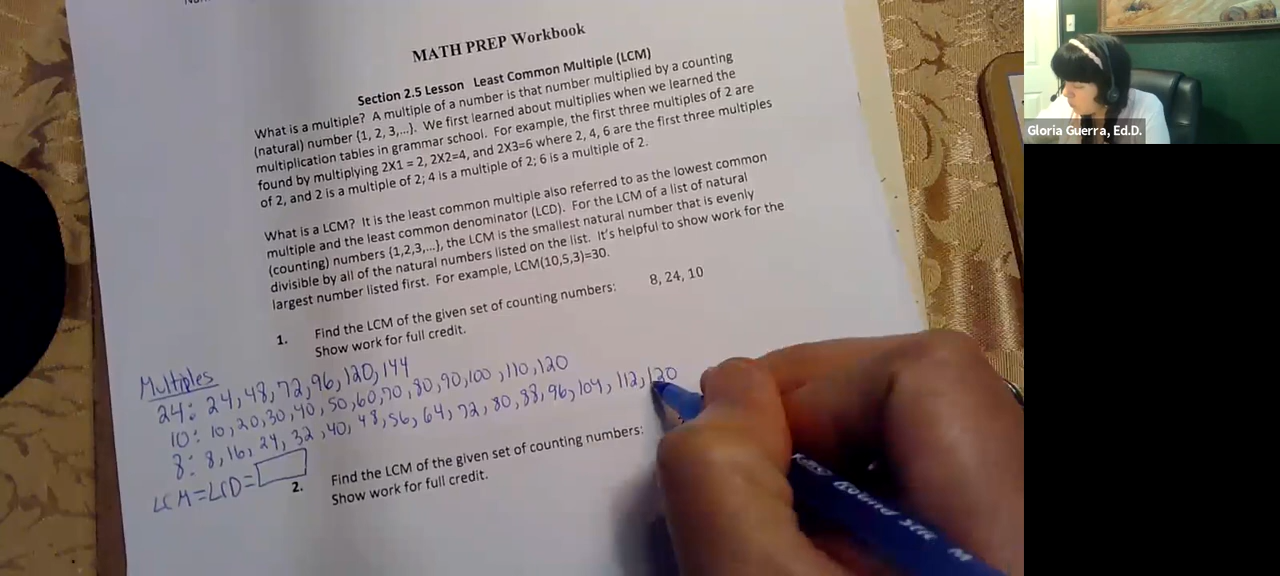 MATH PREP Workbook
Section 2.5 Lesson Least Common Multiple (LCM)
What is a multiple? A multiple of a number is that number multiplied by a counting
(natural) number {1, 2, 3,...}. We first learned about multiplies when we learned the
multiplication tables in grammar school. For example, the first three multiples of 2 are
found by multiplying 2X1 = 2, 2X2=4, and 2X3=6 where 2, 4, 6 are the first three multiples
of 2, and 2 is a multiple of 2; 4 is a multiple of 2; 6 is a multiple of 2.
What is a LCM? It is the least common multiple also referred to as the lowest common
multiple and the least common denominator (LCD). For the LCM of a list of natural
(counting) numbers {1,2,3,...}, the LCM is the smallest natural number that is evenly
divisible by all of the natural numbers listed on the list. It's helpful to show work for the
largest number listed first. For example, LCM(10,5,3)=30.
1. Find the LCM of the given set of counting numbers: 8, 24, 10
Show work for full credit.
Multiples
24: 24, 48, 72, 96, 120, 144
10: 10, 20, 30, 40, 50, 60, 70, 80, 90, 100, 110, 120
8: 8, 16, 24, 32, 40, 48, 56, 64, 72, 80, 88, 96, 104, 112, 120
LCM = LCD =
2. Find the LCM of the given set of counting numbers:
Show work for full credit.
Gloria Guerra, Ed.D.